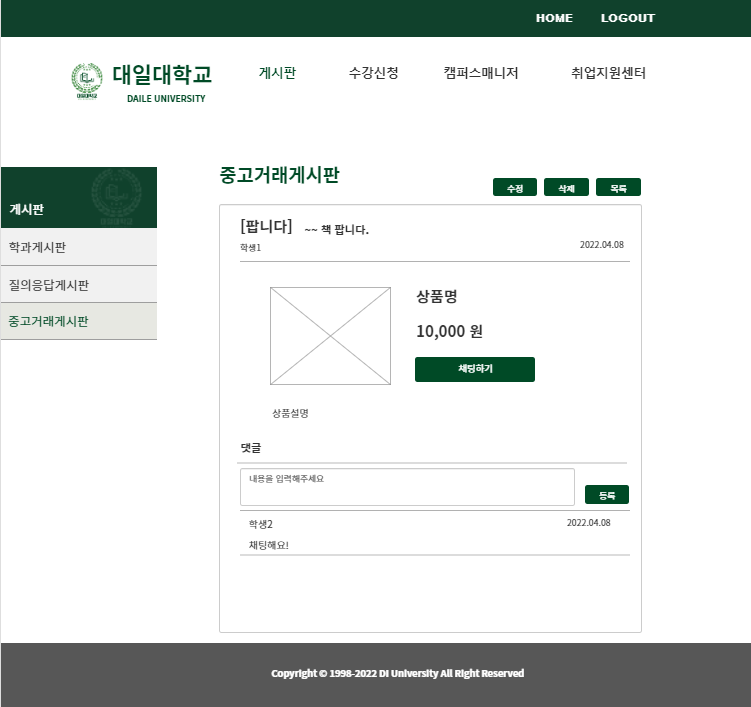 HOME LOGOUT
대일대학교
DAILE UNIVERSITY
게시판 수강신청 캠퍼스매니저 취업지원센터
게시판
학과게시판
질의응답게시판
중고거래게시판
중고거래게시판
수정 삭제 목록
[팝니다] ~~ 책 팝니다.
학생1 2022.04.08
상품명
10,000 원
채팅하기
상품설명
댓글
내용을 입력해주세요
등록
학생2 2022.04.08
채팅해요!
Copyright © 1998-2022 DI University All Right Reserved